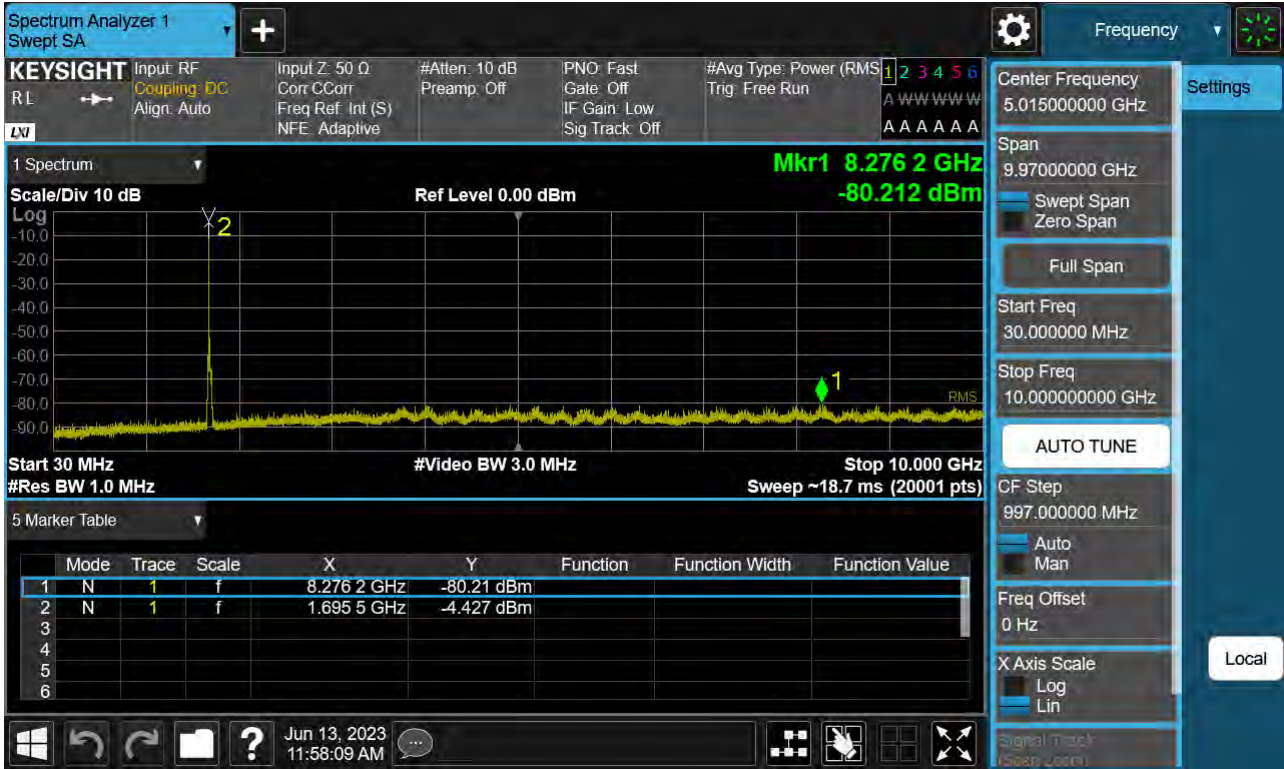 Spectrum Analyzer 1
Swept SA
Frequency
KEYSIGHT
R L
LXI
Input: RF
Coupling: DC
Align: Auto
Input Z: 50 Ω
Corr CCorr
Freq Ref: Int (S)
NFE: Adaptive
#Atten: 10 dB
Preamp: Off
PNO: Fast
Gate: Off
IF Gain: Low
Sig Track: Off
#Avg Type: Power (RMS
Trig: Free Run
1 2 3 4 5 6
A W W W W W
A A A A A A
1 Spectrum
Scale/Div 10 dB
Ref Level 0.00 dBm
Mkr1 8.276 2 GHz
-80.212 dBm
Log
-10.0
-20.0
-30.0
-40.0
-50.0
-60.0
-70.0
-80.0
-90.0
2
1
RMS
Start 30 MHz
#Video BW 3.0 MHz
Stop 10.000 GHz
#Res BW 1.0 MHz
Sweep ~18.7 ms (20001 pts)
5 Marker Table
Mode Trace Scale X Y Function Function Width Function Value
1 N 1 f 8.276 2 GHz -80.21 dBm
2 N 1 f 1.695 5 GHz -4.427 dBm
3
4
5
6
Jun 13, 2023
11:58:09 AM
Center Frequency
5.015000000 GHz
Span
9.97000000 GHz
Swept Span
Zero Span
Full Span
Start Freq
30.000000 MHz
Stop Freq
10.000000000 GHz
AUTO TUNE
CF Step
997.000000 MHz
Auto
Man
Freq Offset
0 Hz
X Axis Scale
Log
Lin
Signal Track
(Span Zoom)
Settings
Local